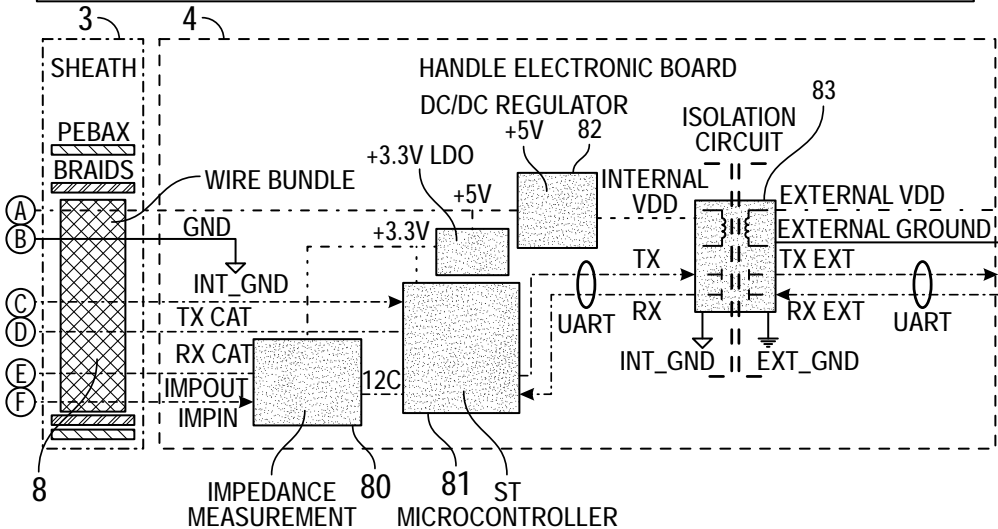 3
4
SHEATH
HANDLE ELECTRONIC BOARD
DC/DC REGULATOR
83
+5V
82
ISOLATION
CIRCUIT
PEBAX
BRAIDS
+3.3V LDO
WIRE BUNDLE
+5V
INTERNAL
VDD
EXTERNAL VDD
A
B
GND
+3.3V
EXTERNAL GROUND
INT_GND
TX
TX EXT
C
TX CAT
RX
RX EXT
D
UART
UART
RX CAT
E
IMPOUT
12C
INT_GND
EXT_GND
F
IMPIN
8
IMPEDANCE
MEASUREMENT
80
81
ST
MICROCONTROLLER